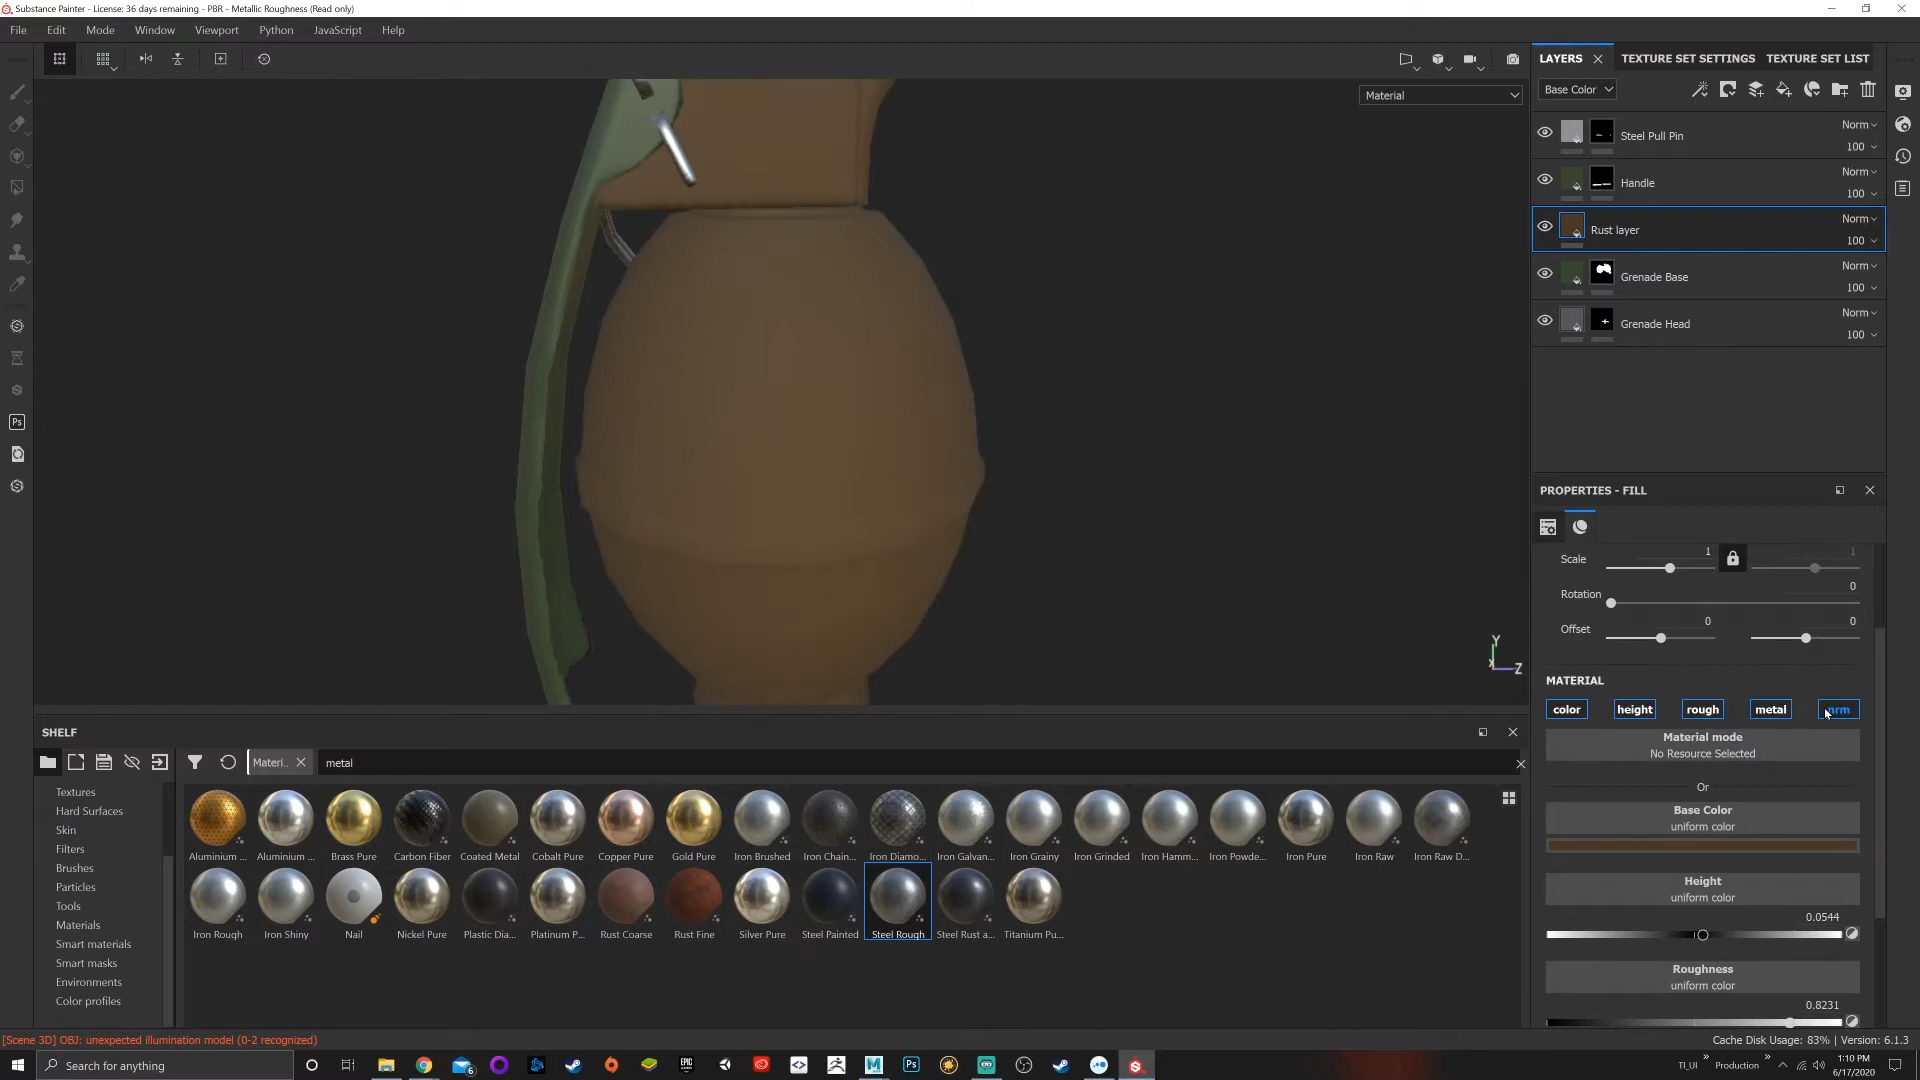 Substance Painter - License: 36 days remaining - PBR - Metallic Roughness (Read only)
File Edit Mode Window Viewport Python JavaScript Help
LAYERS TEXTURE SET SETTINGS TEXTURE SET LIST
Material
Base Color
Steel Pull Pin Norm 100
Handle Norm 100
Rust layer Norm 100
Grenade Base Norm 100
Grenade Head Norm 100
Y
X Z
PROPERTIES - FILL
Scale 1 1
Rotation 0
Offset 0 0
MATERIAL
color height rough metal nrm
Material mode
No Resource Selected
Or
Base Color
uniform color
Height
uniform color
0.0544
Roughness
uniform color
0.8231
SHELF
Materi.. metal
Textures
Hard Surfaces
Skin
Filters
Brushes
Particles
Tools
Materials
Smart materials
Smart masks
Environments
Color profiles
Aluminium ... Aluminium ... Brass Pure Carbon Fiber Coated Metal Cobalt Pure Copper Pure Gold Pure Iron Brushed Iron Chain... Iron Diamo... Iron Galvan... Iron Grainy Iron Grinded Iron Hamm... Iron Powde... Iron Pure Iron Raw Iron Raw D...
Iron Rough Iron Shiny Nail Nickel Pure Plastic Dia... Platinum P... Rust Coarse Rust Fine Silver Pure Steel Painted Steel Rough Steel Rust a... Titanium Pu...
[Scene 3D] OBJ: unexpected illumination model (0-2 recognized)
Cache Disk Usage: 83% | Version: 6.1.3
Search for anything
6
EPIC GAMES
Ps
TI_UI
Production
1:10 PM
6/17/2020